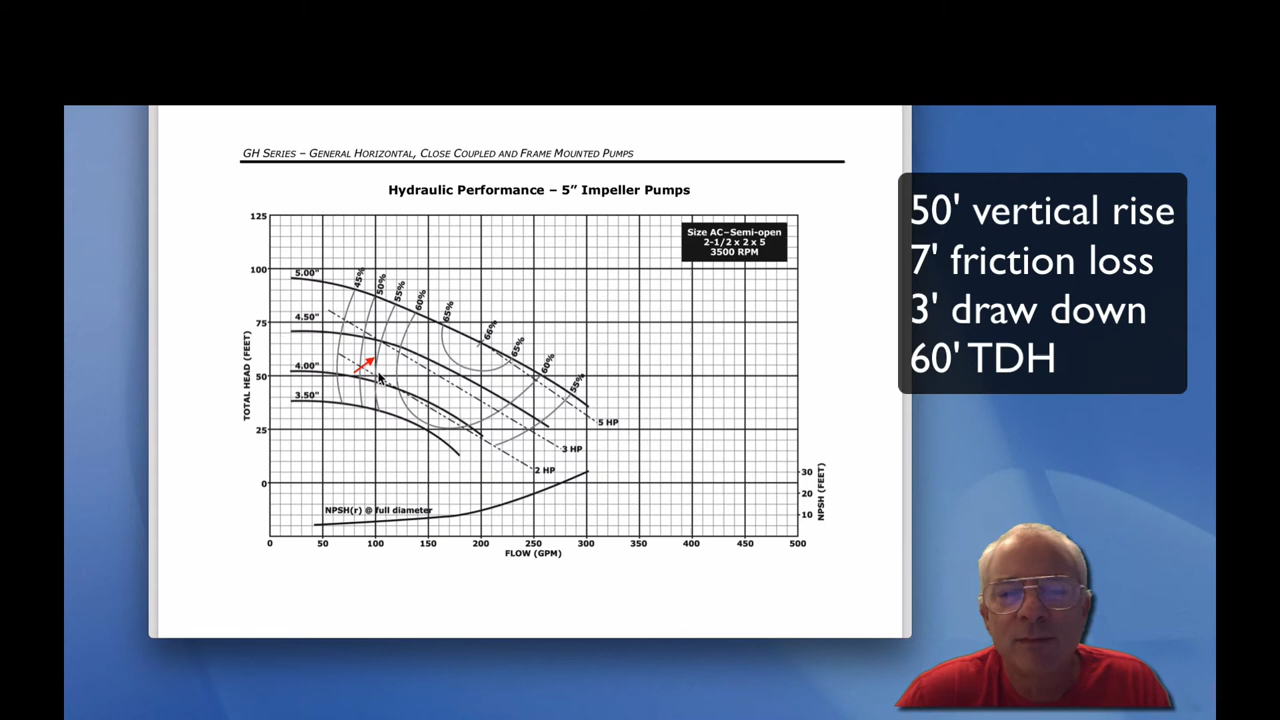 GH SERIES – GENERAL HORIZONTAL, CLOSE COUPLED AND FRAME MOUNTED PUMPS
Hydraulic Performance – 5” Impeller Pumps
50' vertical rise
7' friction loss
3' draw down
60' TDH
Size AC–Semi-open
2-1/2 x 2 x 5
3500 RPM
TOTAL HEAD (FEET)
125
100
75
50
25
0
5.00"
4.50"
4.00"
3.50"
45%
50%
55%
60%
65%
66%
65%
60%
55%
5 HP
3 HP
2 HP
NPSH(r) @ full diameter
30
20
10
NPSH (FEET)
0 50 100 150 200 250 300 350 400 450 500
FLOW (GPM)